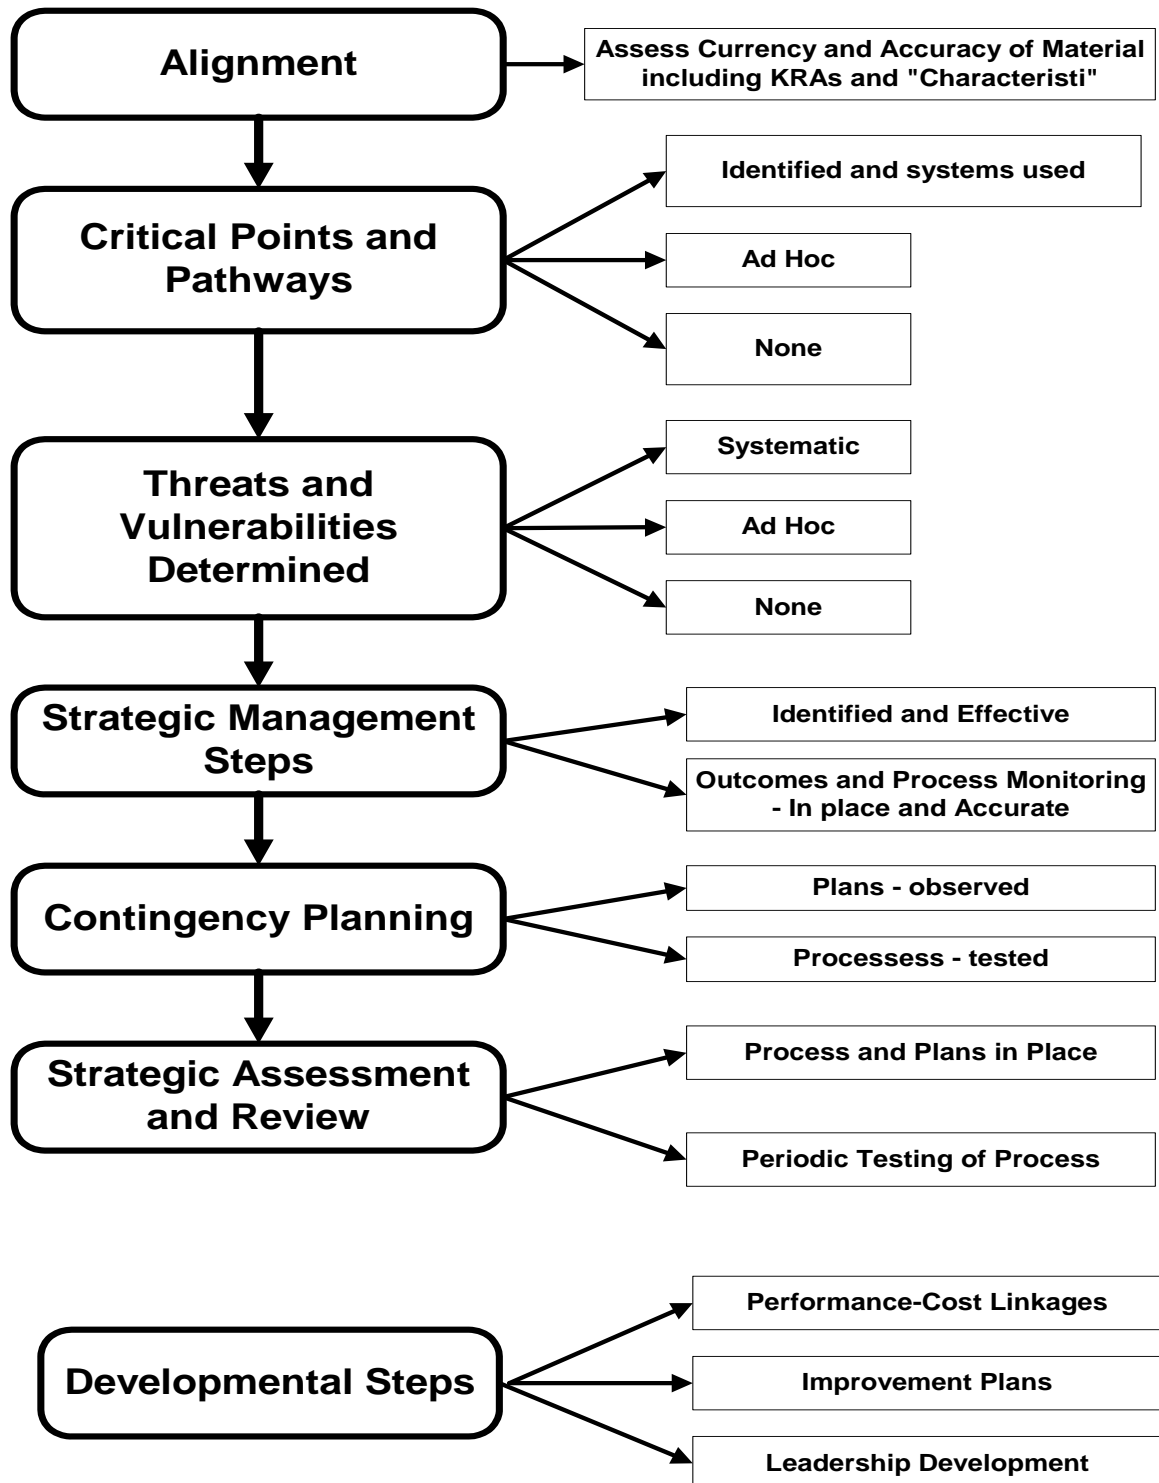 Alignment
Assess Currency and Accuracy of Material
including KRAs and "Characteristi"
Critical Points and
Pathways
Identified and systems used
Ad Hoc
None
Threats and
Vulnerabilities
Determined
Systematic
Ad Hoc
None
Strategic Management
Steps
Identified and Effective
Outcomes and Process Monitoring
- In place and Accurate
Contingency Planning
Plans - observed
Processess - tested
Strategic Assessment
and Review
Process and Plans in Place
Periodic Testing of Process
Developmental Steps
Performance-Cost Linkages
Improvement Plans
Leadership Development